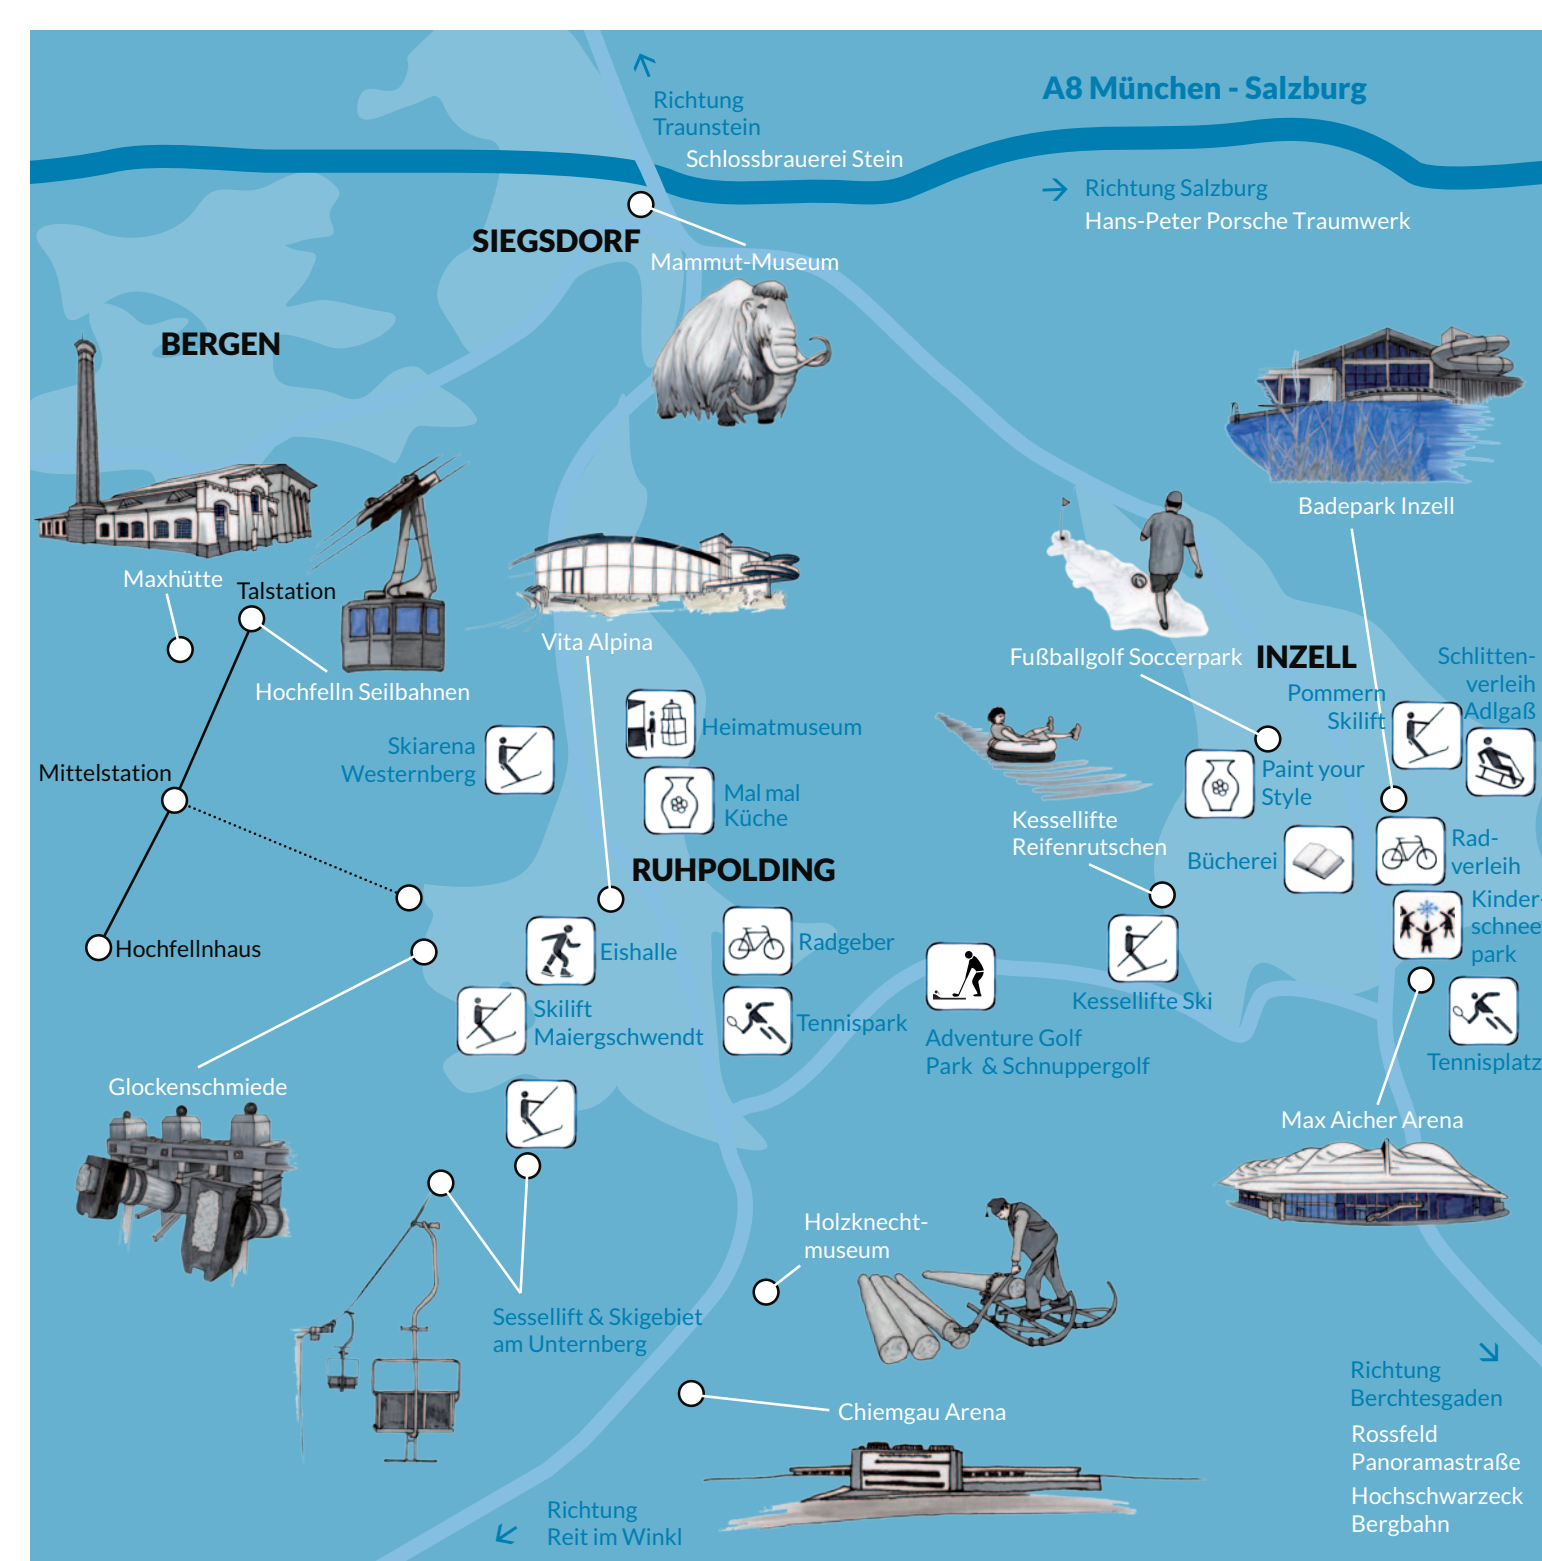 A8 München - Salzburg
Richtung
Traunstein
Schlossbrauerei Stein
Richtung Salzburg
Hans-Peter Porsche Traumwerk
SIEGSDORF
Mammut-Museum
BERGEN
Badepark Inzell
Maxhütte
Talstation
Hochfelln Seilbahnen
Vita Alpina
Fußballgolf Soccerpark
INZELL
Schlitten-
verleih
Adlgaß
Pommern
Skilift
Heimatmuseum
Skiarena
Westernberg
Mittelstation
Mal mal
Küche
Paint your
Style
Kessellifte
Reifenrutschen
Bücherei
Rad-
verleih
RUHPOLDING
Kinder-
schnee
park
Hochfellnhaus
Eishalle
Radgeber
Skilift
Maiergschwendt
Tennispark
Kessellifte Ski
Adventure Golf
Park & Schnuppergolf
Tennisplatz
Glockenschmiede
Max Aicher Arena
Holzknecht-
museum
Sessellift & Skigebiet
am Unternberg
Chiemgau Arena
Richtung
Berchtesgaden
Rossfeld
Panoramastraße
Hochschwarzeck
Bergbahn
Richtung
Reit im Winkl